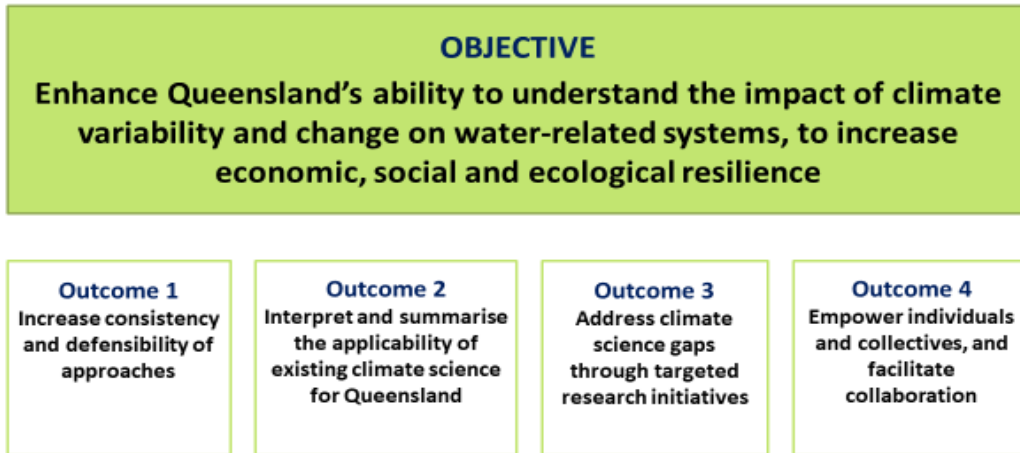 OBJECTIVE
Enhance Queensland's ability to understand the impact of climate
variability and change on water-related systems, to increase
economic, social and ecological resilience
Outcome 1
Increase consistency
and defensibility of
approaches
Outcome 2
Interpret and summarise
the applicability of
existing climate science
for Queensland
Outcome 3
Address climate
science gaps
through targeted
research initiatives
Outcome 4
Empower individuals
and collectives, and
facilitate
collaboration